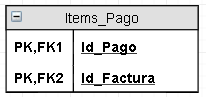 Items_Pago
PK,FK1 Id_Pago
PK,FK2 Id_Factura